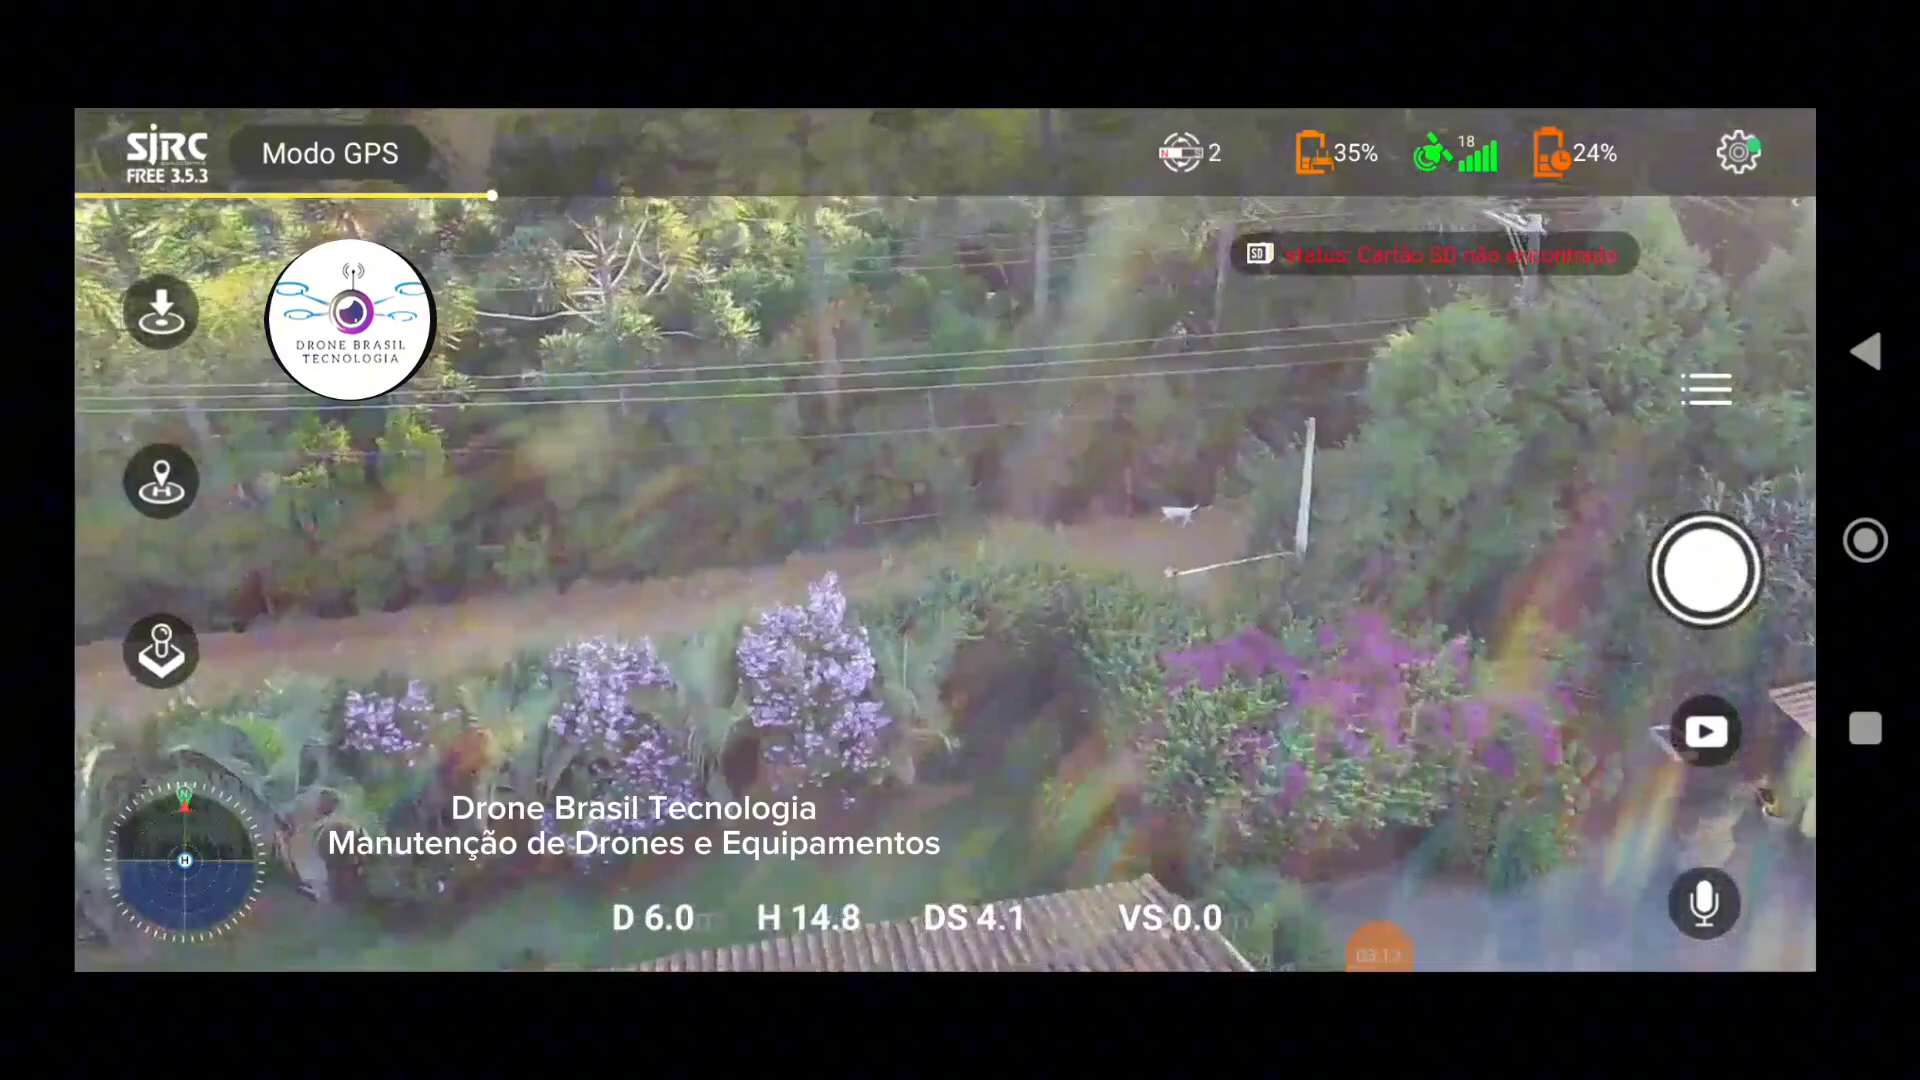 SJRC
FREE 3.5.3
Modo GPS
N S
2
35%
18
24%
SD
status: Cartão SD não encontrado
DRONE BRASIL
TECNOLOGIA
N
H
Drone Brasil Tecnologia
Manutenção de Drones e Equipamentos
D 6.0 H 14.8 DS 4.1 VS 0.0